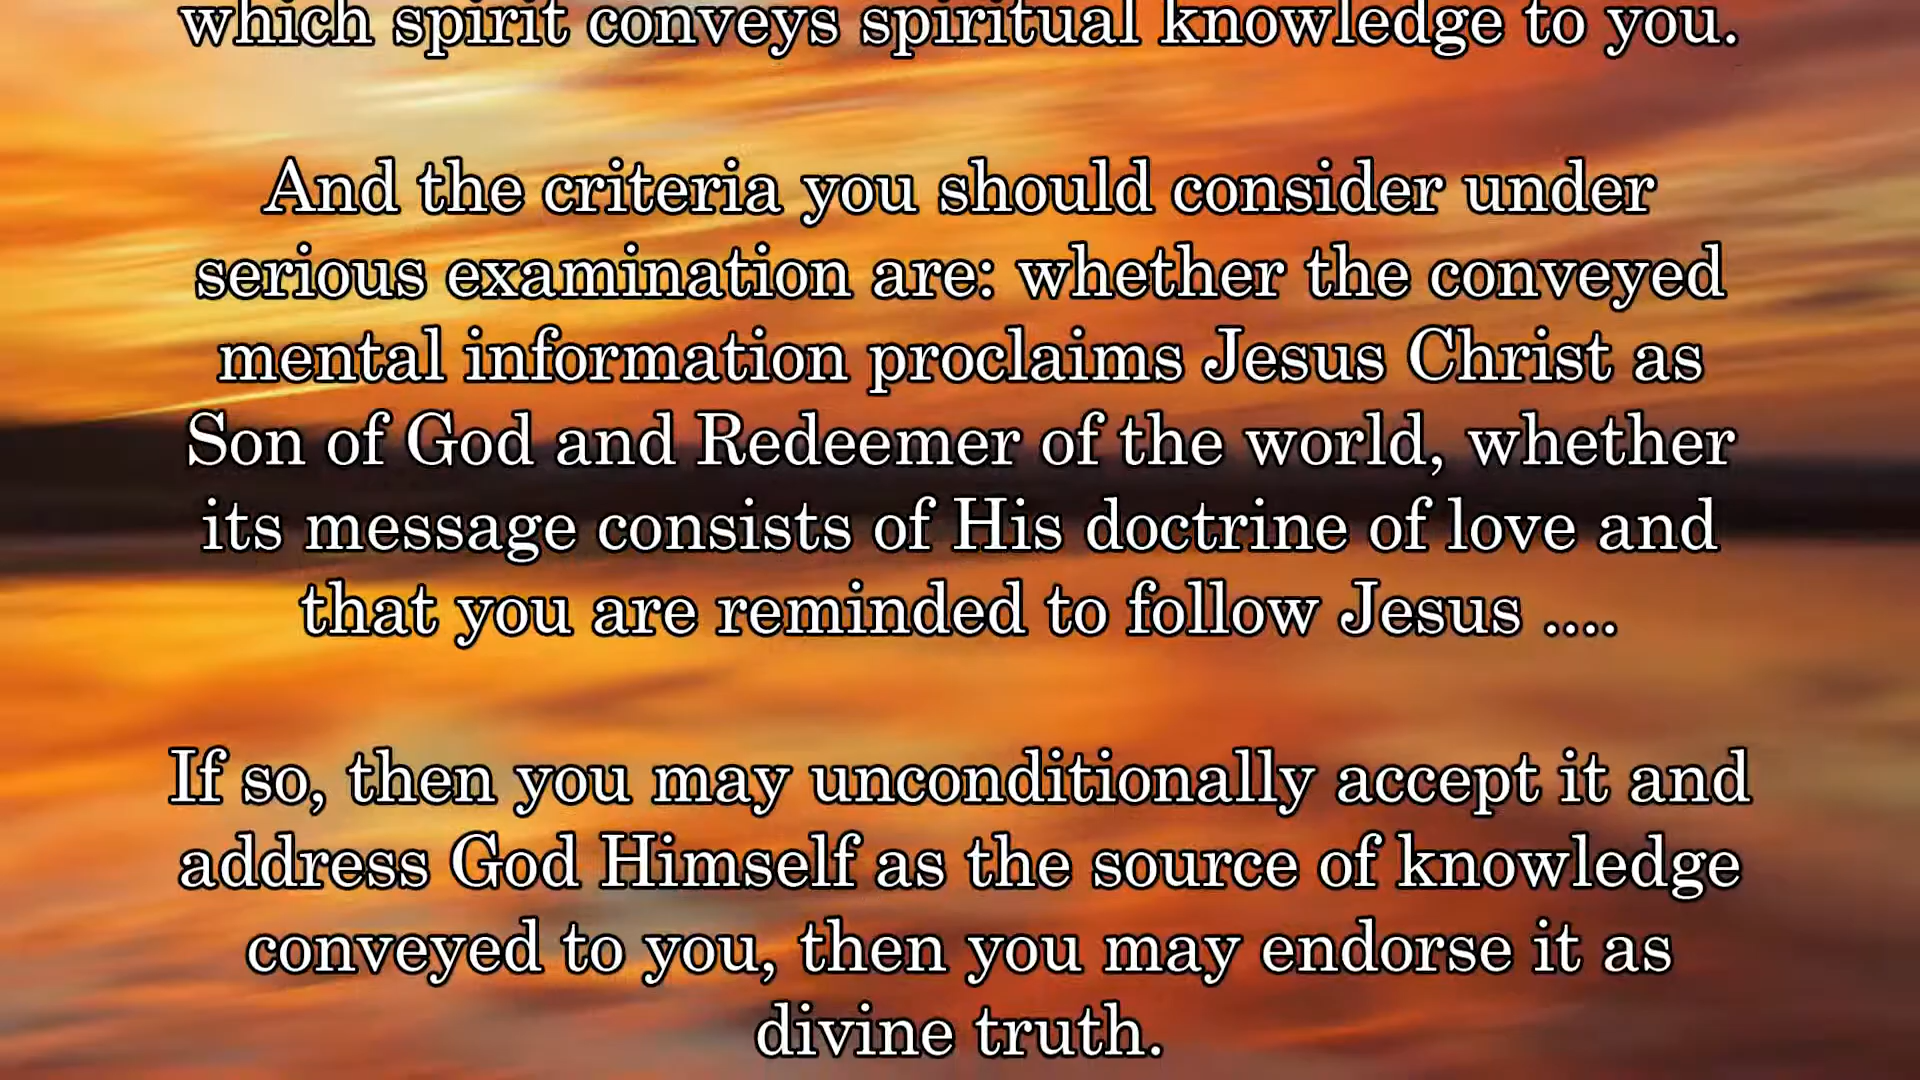 which spirit conveys spiritual knowledge to you.
And the criteria you should consider under
serious examination are: whether the conveyed
mental information proclaims Jesus Christ as
Son of God and Redeemer of the world, whether
its message consists of His doctrine of love and
that you are reminded to follow Jesus ....
If so, then you may unconditionally accept it and
address God Himself as the source of knowledge
conveyed to you, then you may endorse it as
divine truth.